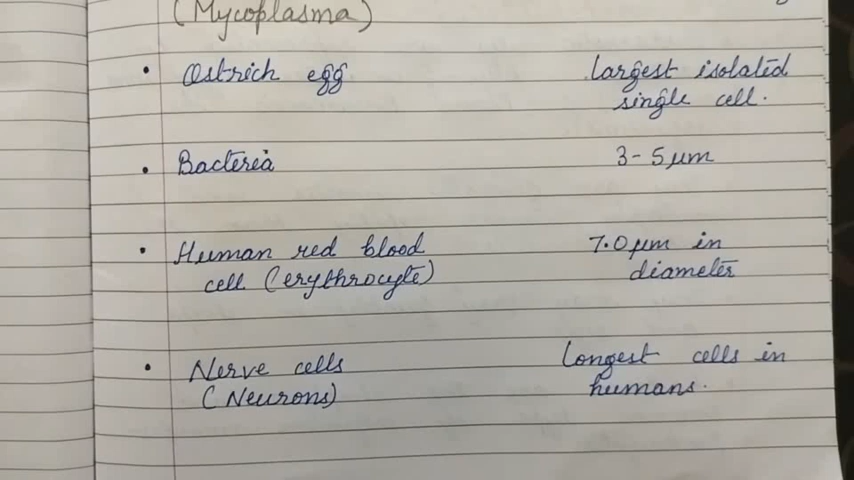 (Mycoplasma)
• Ostrich egg largest isolated
single cell.
• Bacteria 3-5 μm
• Human red blood 7.0 μm in
cell (erythrocyte) diameter
• Nerve cells Longest cells in
(Neurons) humans.